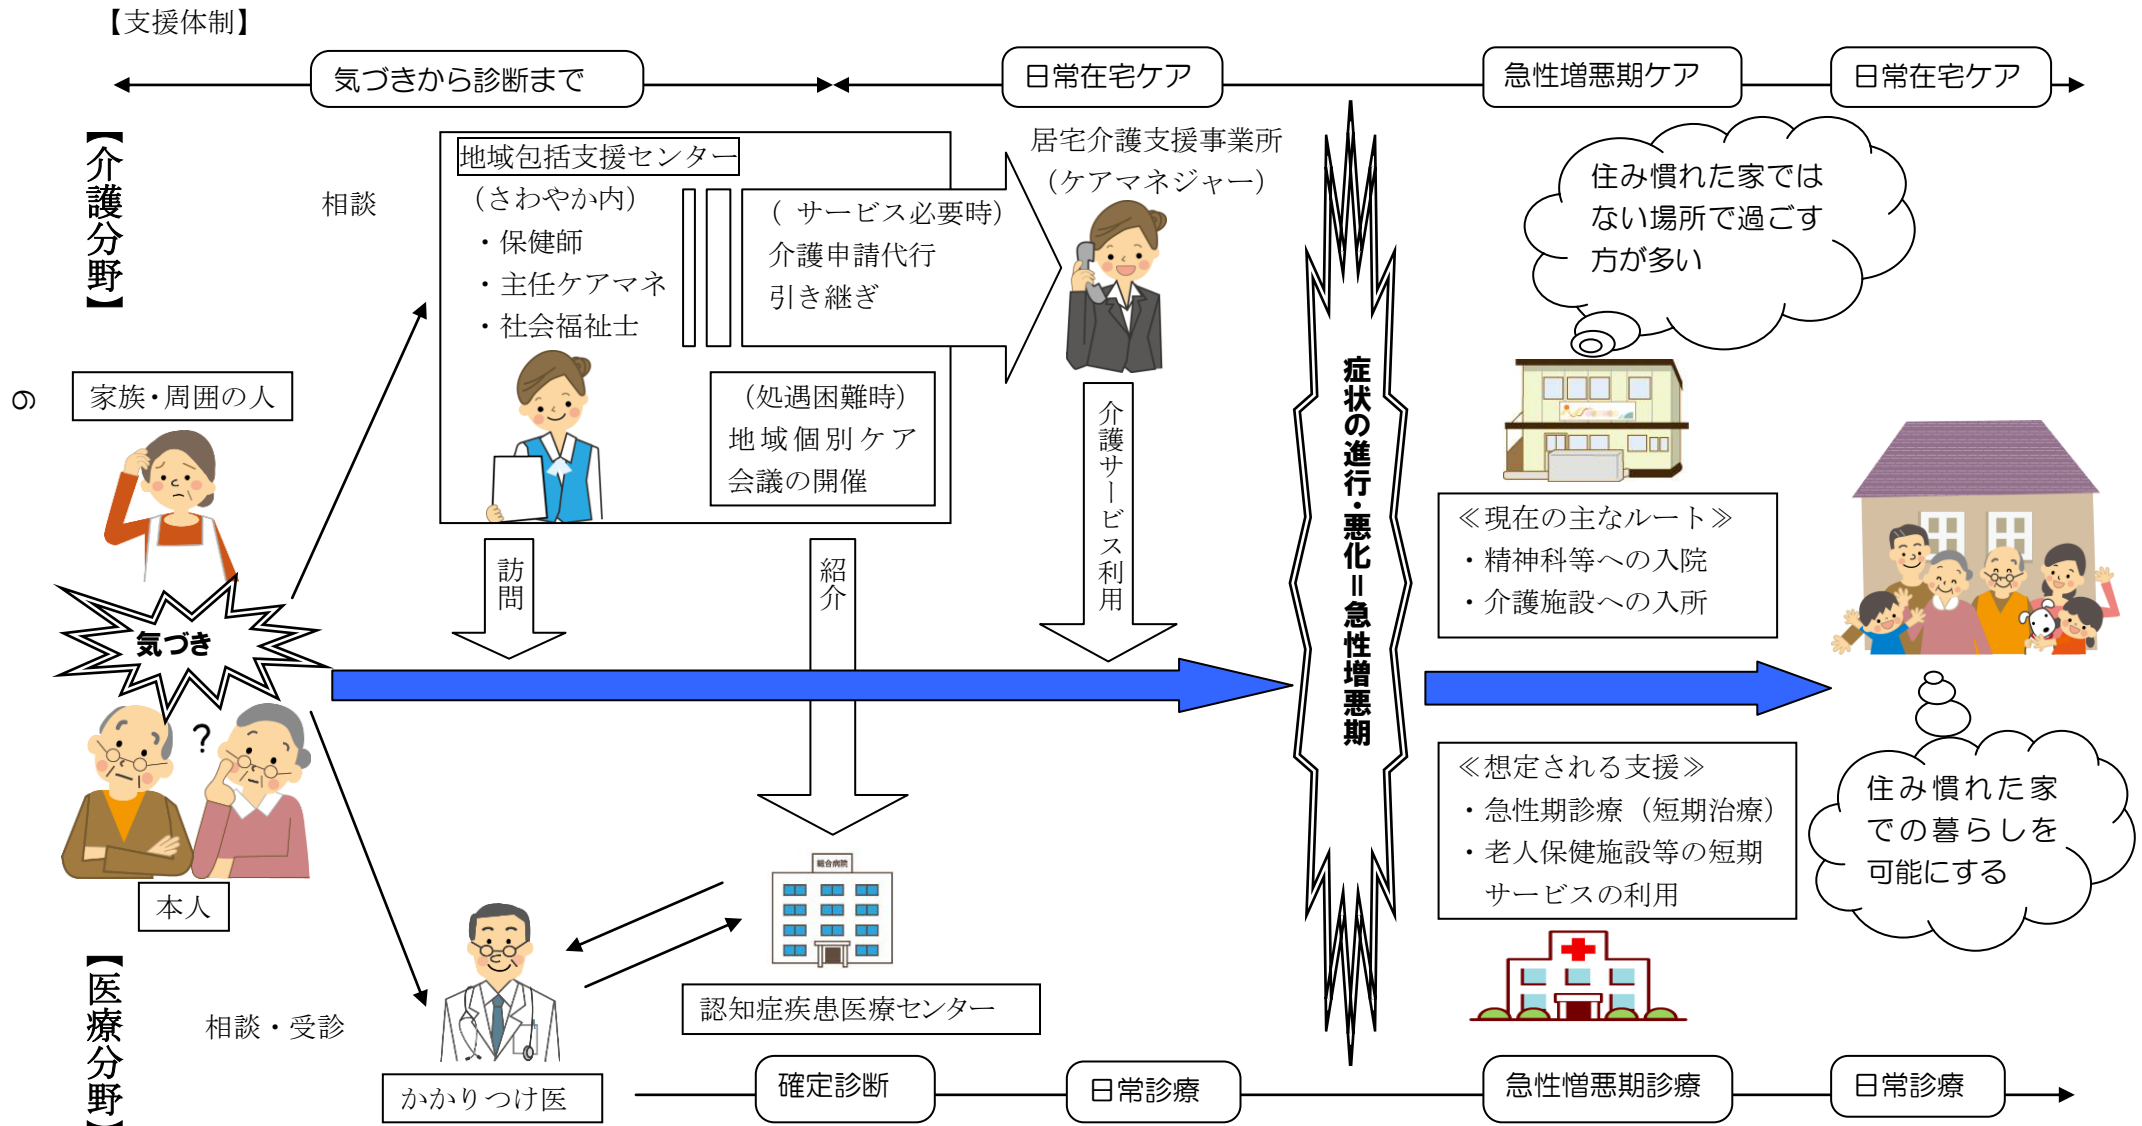 【支援体制】
気づきから診断まで
日常在宅ケア
急性増悪期ケア
日常在宅ケア
【介護分野】
相談
地域包括支援センター
（さわやか内）
・保健師
・主任ケアマネ
・社会福祉士
（ サービス必要時）
介護申請代行
引き継ぎ
（処遇困難時）
地域個別ケア
会議の開催
居宅介護支援事業所
（ケアマネジャー）
介護サービス利用
住み慣れた家では
ない場所で過ごす
方が多い
症状の進行・悪化＝急性増悪期
≪現在の主なルート≫
・精神科等への入院
・介護施設への入所
9
家族・周囲の人
気づき
？
本人
訪問
紹介
≪想定される支援≫
・急性期診療（短期治療）
・老人保健施設等の短期
サービスの利用
住み慣れた家
での暮らしを
可能にする
【医療分野】
相談・受診
かかりつけ医
総合病院
認知症疾患医療センター
確定診断
日常診療
急性憎悪期診療
日常診療